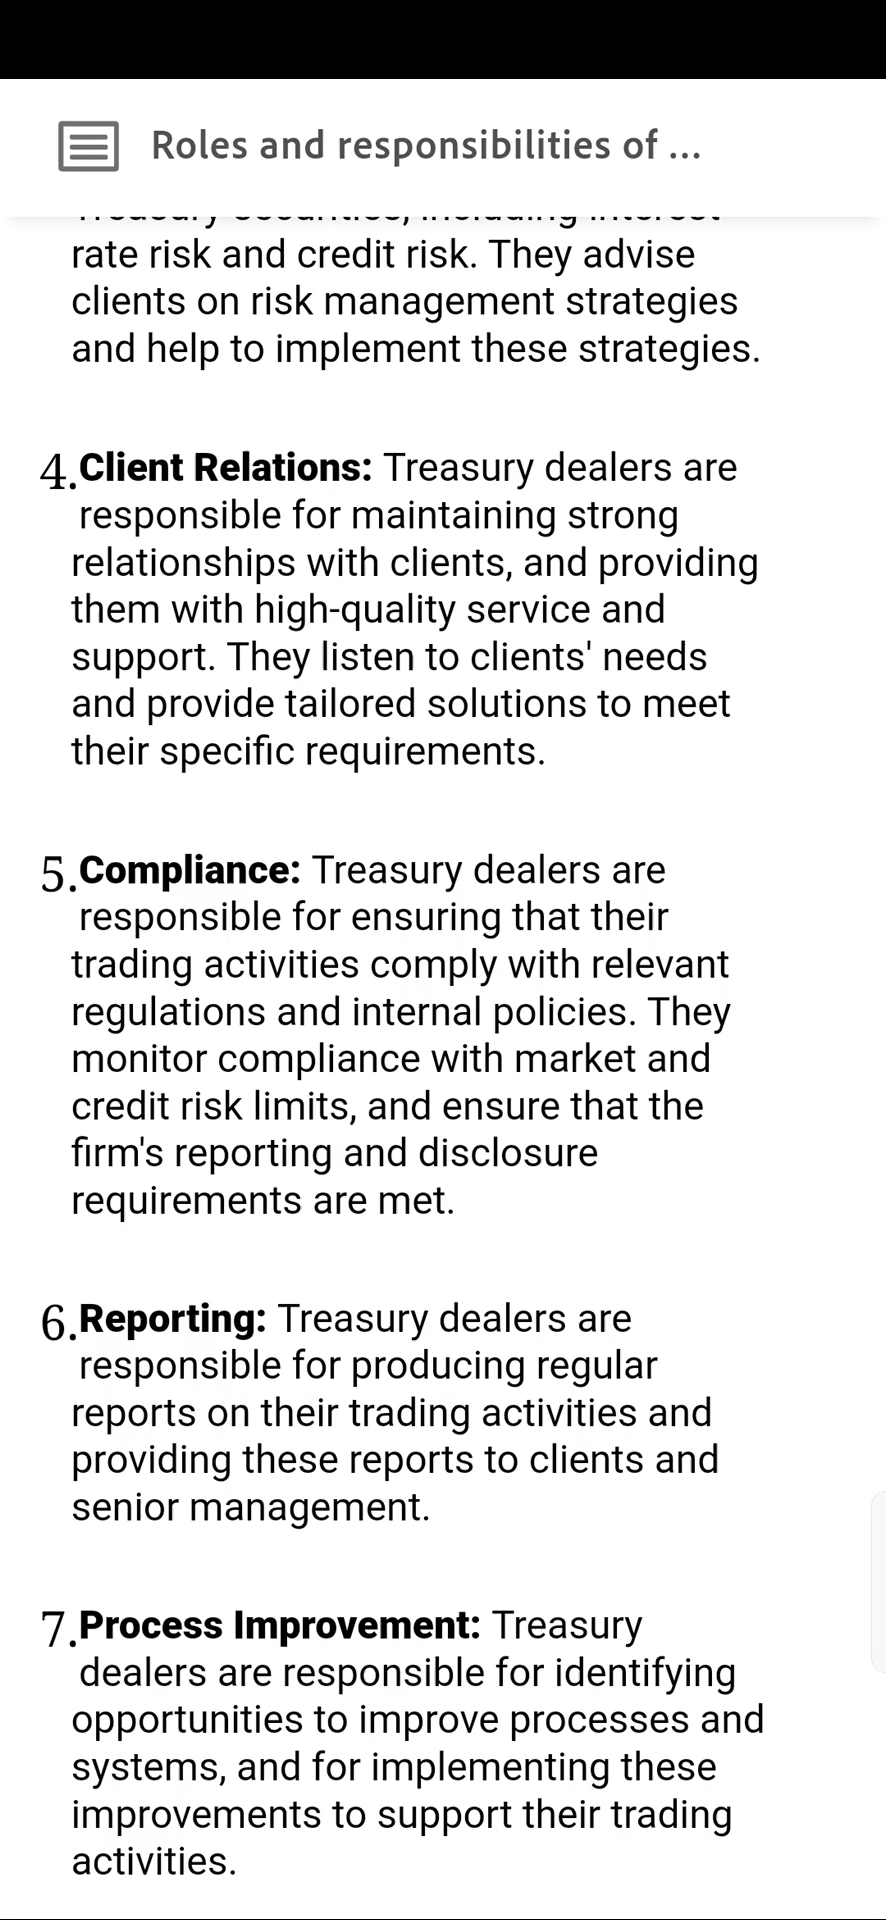 Roles and responsibilities of ...
Treasury securities, including interest
rate risk and credit risk. They advise
clients on risk management strategies
and help to implement these strategies.
4. Client Relations: Treasury dealers are
responsible for maintaining strong
relationships with clients, and providing
them with high-quality service and
support. They listen to clients' needs
and provide tailored solutions to meet
their specific requirements.
5. Compliance: Treasury dealers are
responsible for ensuring that their
trading activities comply with relevant
regulations and internal policies. They
monitor compliance with market and
credit risk limits, and ensure that the
firm's reporting and disclosure
requirements are met.
6. Reporting: Treasury dealers are
responsible for producing regular
reports on their trading activities and
providing these reports to clients and
senior management.
7. Process Improvement: Treasury
dealers are responsible for identifying
opportunities to improve processes and
systems, and for implementing these
improvements to support their trading
activities.